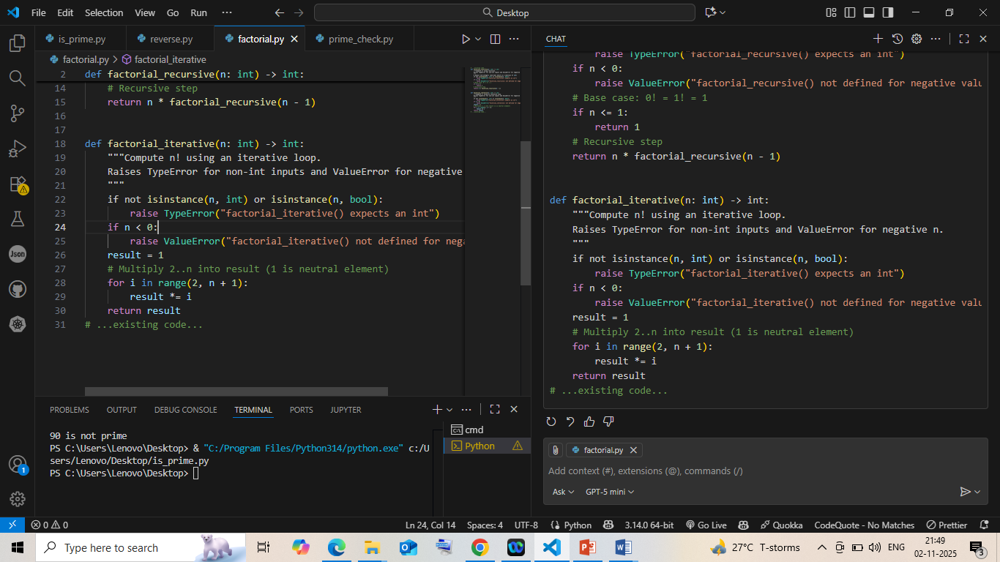 File Edit Selection View Go Run ··· Desktop
is_prime.py reverse.py factorial.py prime_check.py
factorial.py > factorial_iterative
2 def factorial_recursive(n: int) -> int:
14 # Recursive step
15 return n * factorial_recursive(n - 1)
16
17
18 def factorial_iterative(n: int) -> int:
19 """Compute n! using an iterative loop.
20 Raises TypeError for non-int inputs and ValueError for negative
21 """
22 if not isinstance(n, int) or isinstance(n, bool):
23 raise TypeError("factorial_iterative() expects an int")
24 if n < 0:
25 raise ValueError("factorial_iterative() not defined for nega
26 result = 1
27 # Multiply 2..n into result (1 is neutral element)
28 for i in range(2, n + 1):
29 result *= i
30 return result
31 # ...existing code...
PROBLEMS OUTPUT DEBUG CONSOLE TERMINAL PORTS JUPYTER
90 is not prime
PS C:\Users\Lenovo\Desktop> & "C:/Program Files/Python314/python.exe" c:/U
sers/Lenovo/Desktop/is_prime.py
PS C:\Users\Lenovo\Desktop>
cmd
Python
CHAT
raise TypeError("factorial_recursive() expects an int")
if n < 0:
raise ValueError("factorial_recursive() not defined for negative valu
# Base case: 0! = 1! = 1
if n <= 1:
return 1
# Recursive step
return n * factorial_recursive(n - 1)
def factorial_iterative(n: int) -> int:
"""Compute n! using an iterative loop.
Raises TypeError for non-int inputs and ValueError for negative n.
"""
if not isinstance(n, int) or isinstance(n, bool):
raise TypeError("factorial_iterative() expects an int")
if n < 0:
raise ValueError("factorial_iterative() not defined for negative valu
result = 1
# Multiply 2..n into result (1 is neutral element)
for i in range(2, n + 1):
result *= i
return result
# ...existing code...
factorial.py
Add context (#), extensions (@), commands (/)
Ask GPT-5 mini
Json
1
0 0 Ln 24, Col 14 Spaces: 4 UTF-8 Python 3.14.0 64-bit Go Live Quokka CodeQuote - No Matches Prettier
Type here to search 27°C T-storms ENG 21:49
02-11-2025 3